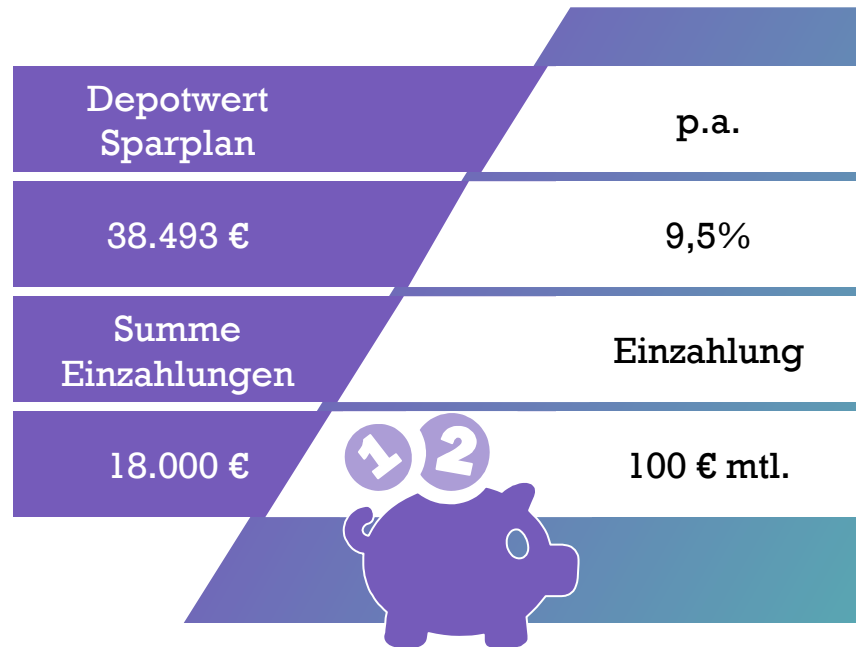 Depotwert
Sparplan
p.a.
38.493 €
9,5%
Summe
Einzahlungen
Einzahlung
18.000 €
1 2
100 € mtl.